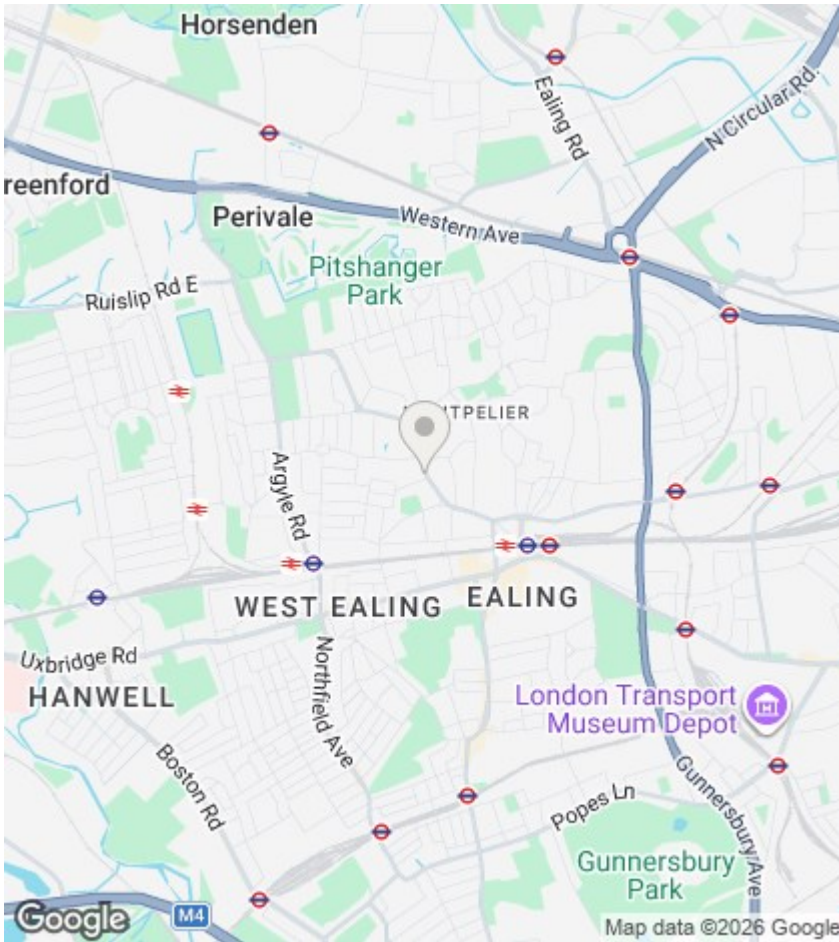 Horsenden
Ealing Rd
N Circular Rd.
reenford
Perivale
Western Ave
Pitshanger
Park
Ruislip Rd E
NTPELIER
Argyle Rd
WEST EALING
EALING
Uxbridge Rd
HANWELL
Northfield Ave
London Transport
Museum Depot
Boston Rd
Popes Ln
Gunnersbury Ave
Gunnersbury
Park
Google
M4
Map data ©2026 Google